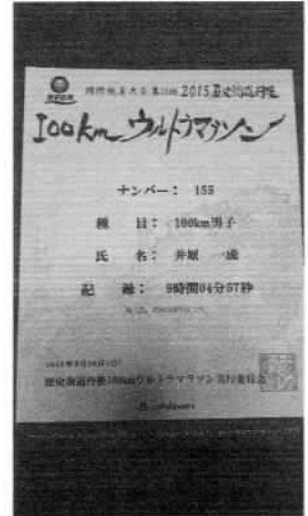 2015歴史街道丹後
100kmウルトラマラソン
ナンバー： 155
種　目： 100km男子
氏　名： 井原　一成
記　録： 9時間04分57秒
歴史街道丹後100kmウルトラマラソン実行委員会